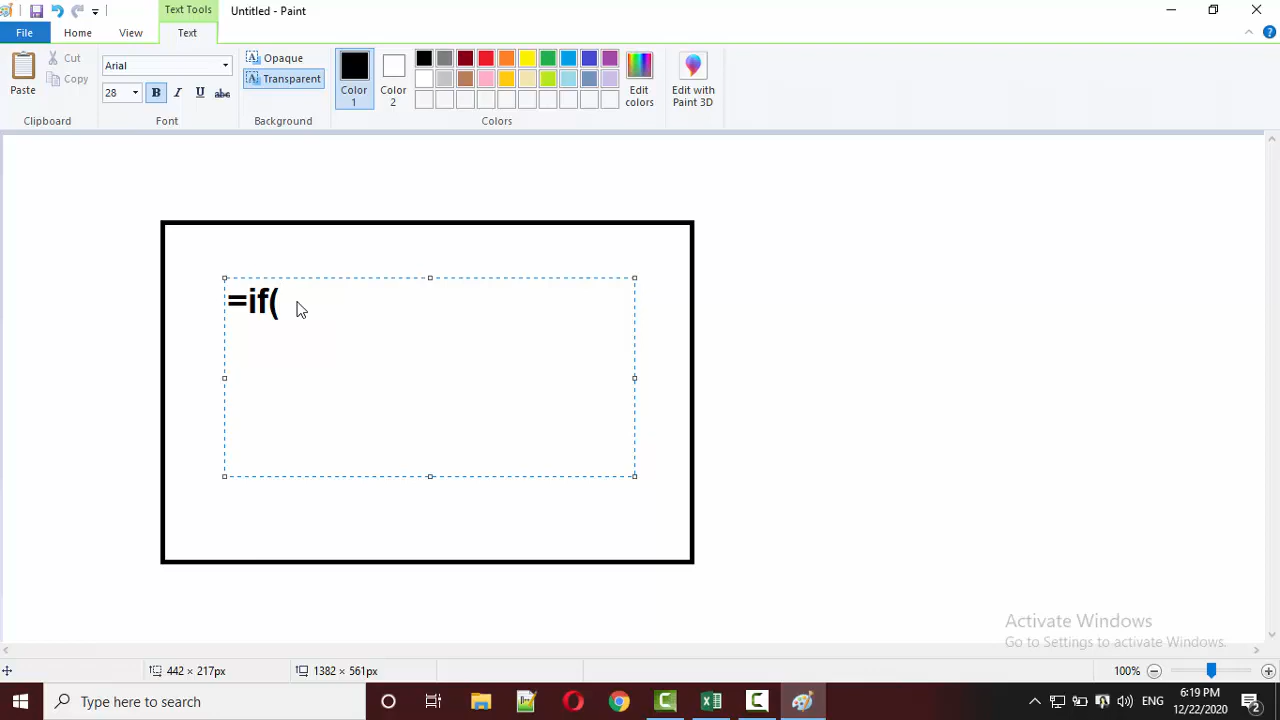 Text Tools
Untitled - Paint
File
Home
View
Text
Paste
Cut
Copy
Clipboard
Arial
28
B
I
U
abc
Font
Opaque
Transparent
Background
Color
1
Color
2
Edit
colors
Colors
Edit with
Paint 3D
=if(
Activate Windows
Go to Settings to activate Windows.
442 × 217px
1382 × 561px
100%
Type here to search
ENG
6:19 PM
12/22/2020
2